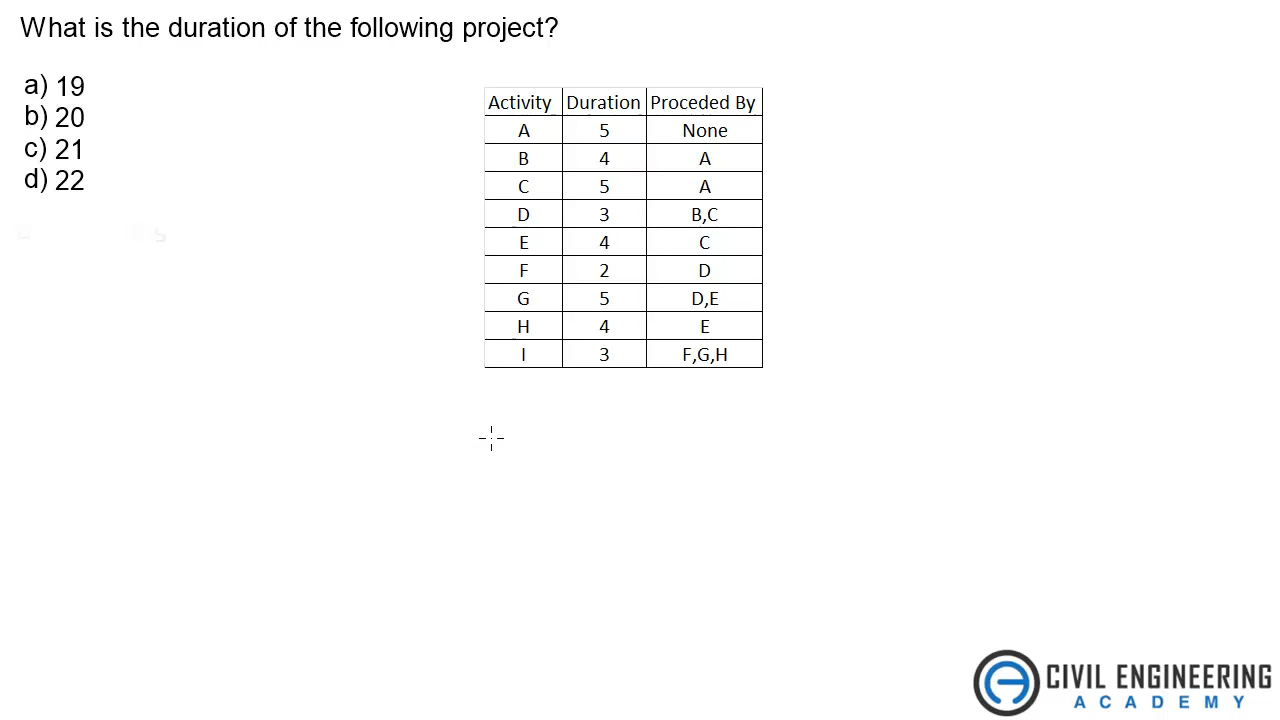 What is the duration of the following project?
a) 19
b) 20
c) 21
d) 22
Activity Duration Proceded By
A 5 None
B 4 A
C 5 A
D 3 B,C
E 4 C
F 2 D
G 5 D,E
H 4 E
I 3 F,G,H
CIVIL ENGINEERING
ACADEMY